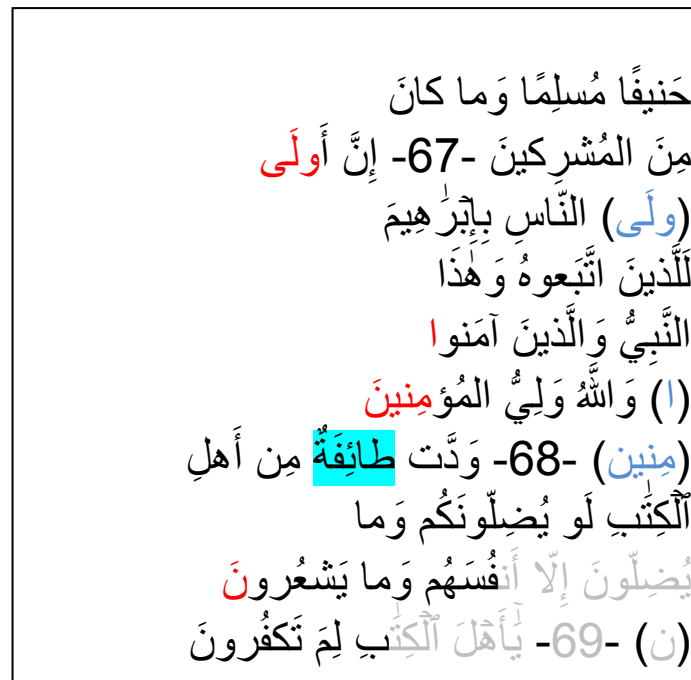 حَنيفًا مُسلِمًا وَما كانَ
مِنَ المُشرِكينَ -67- إِنَّ أَولَى
(ولَى) النّاسِ بِإِبۡرَٰهِيمَ
لَلَّذينَ اتَّبَعوهُ وَهَٰذَا
النَّبِيُّ وَالَّذينَ آمَنوا
(ا) وَاللَّهُ وَلِيُّ المُؤمِنينَ
(مِنين) -68- وَدَّت طائِفَةٌ مِن أَهلِ
ٱلۡكِتَٰبِ لَو يُضِلّونَكُم وَما
يُضِلّونَ إِلّا أَنفُسَهُم وَما يَشعُرونَ
(ن) -69- يَٰأَهۡلَ ٱلۡكِتَٰبِ لِمَ تَكفُرونَ